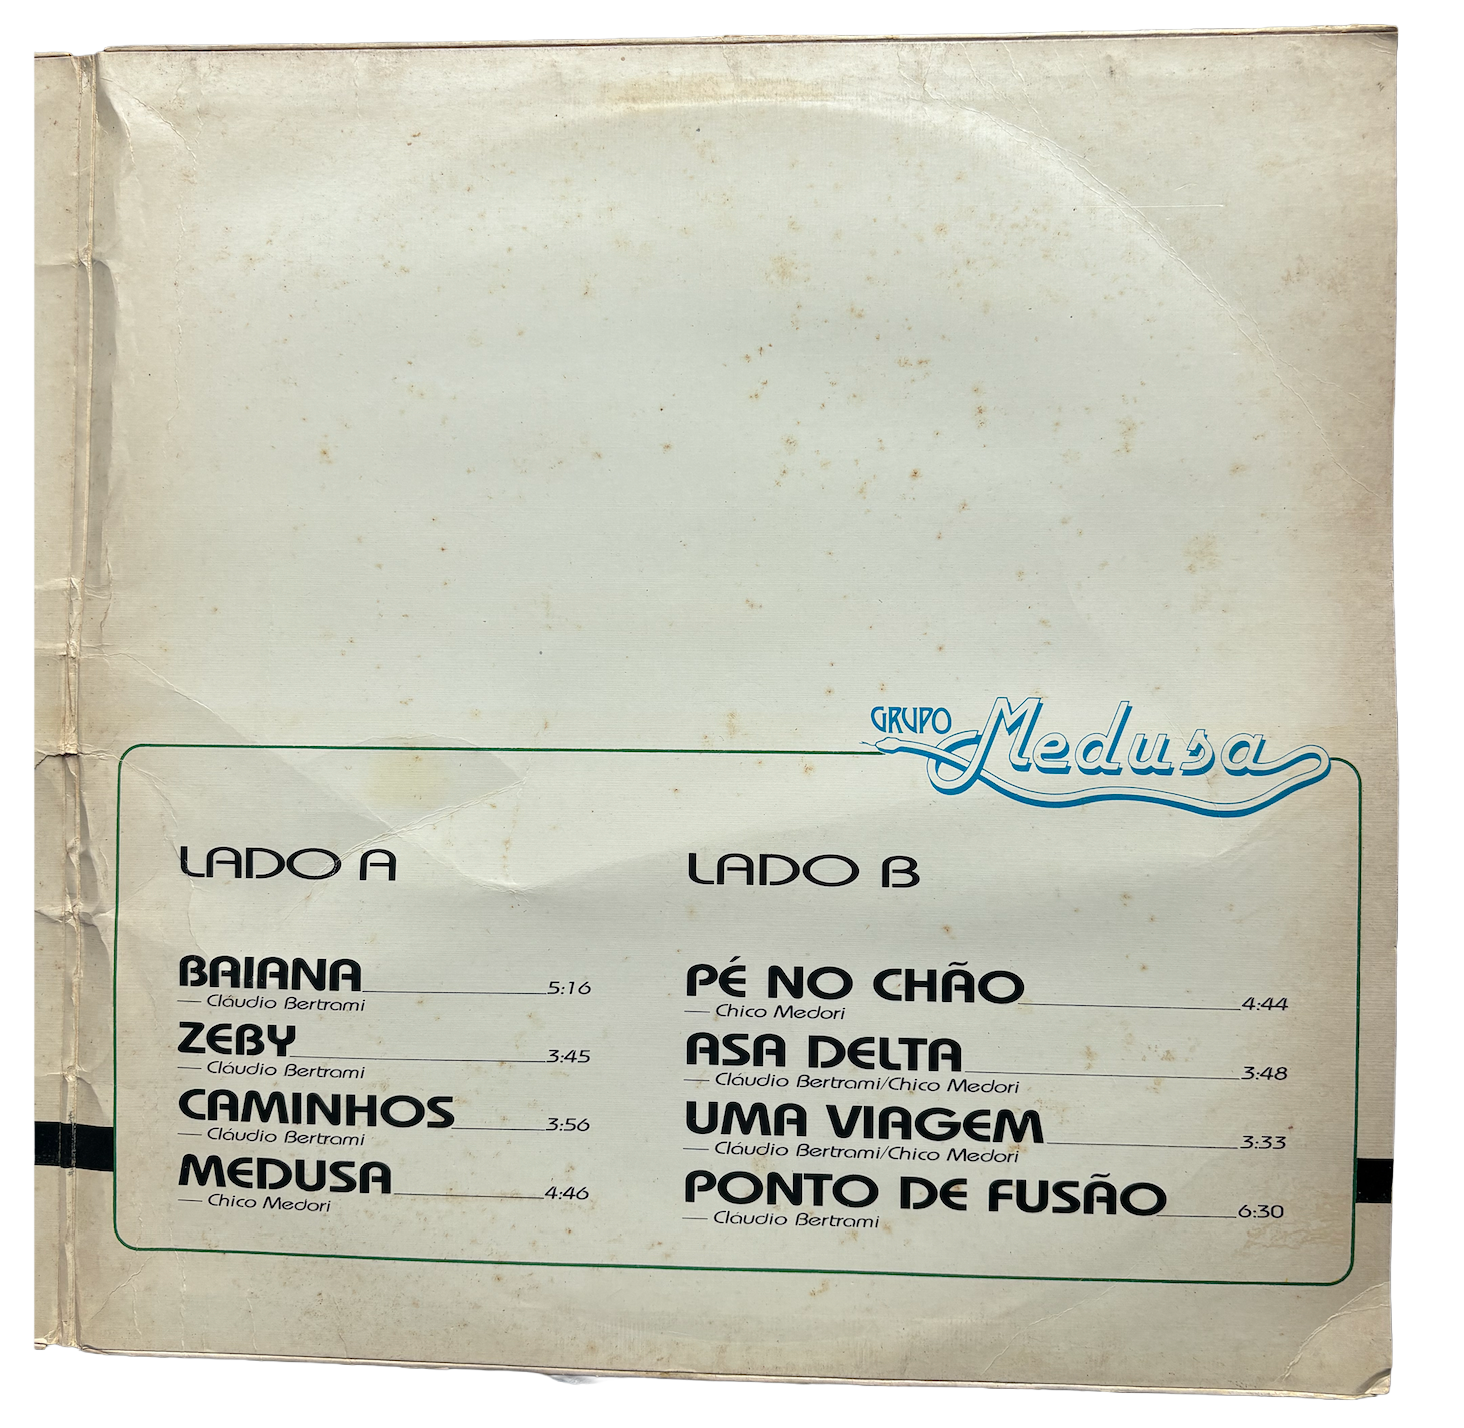 GRUPO Medusa
LADO A
BAIANA 5:16
— Cláudio Bertrami
ZEBY 3:45
— Cláudio Bertrami
CAMINHOS 3:56
— Cláudio Bertrami
MEDUSA 4:46
— Chico Medori
LADO B
PÉ NO CHÃO 4:44
— Chico Medori
ASA DELTA 3:48
— Cláudio Bertrami/Chico Medori
UMA VIAGEM 3:33
— Cláudio Bertrami/Chico Medori
PONTO DE FUSÃO 6:30
— Cláudio Bertrami